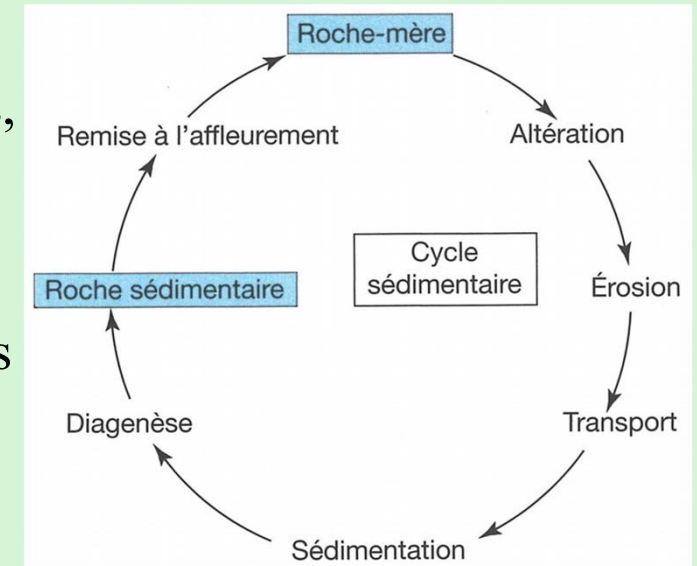 Roche-mère
,
Remise à l'affleurement
Altération
Cycle
sédimentaire
Roche sédimentaire
Érosion
s
Diagenèse
Transport
Sédimentation